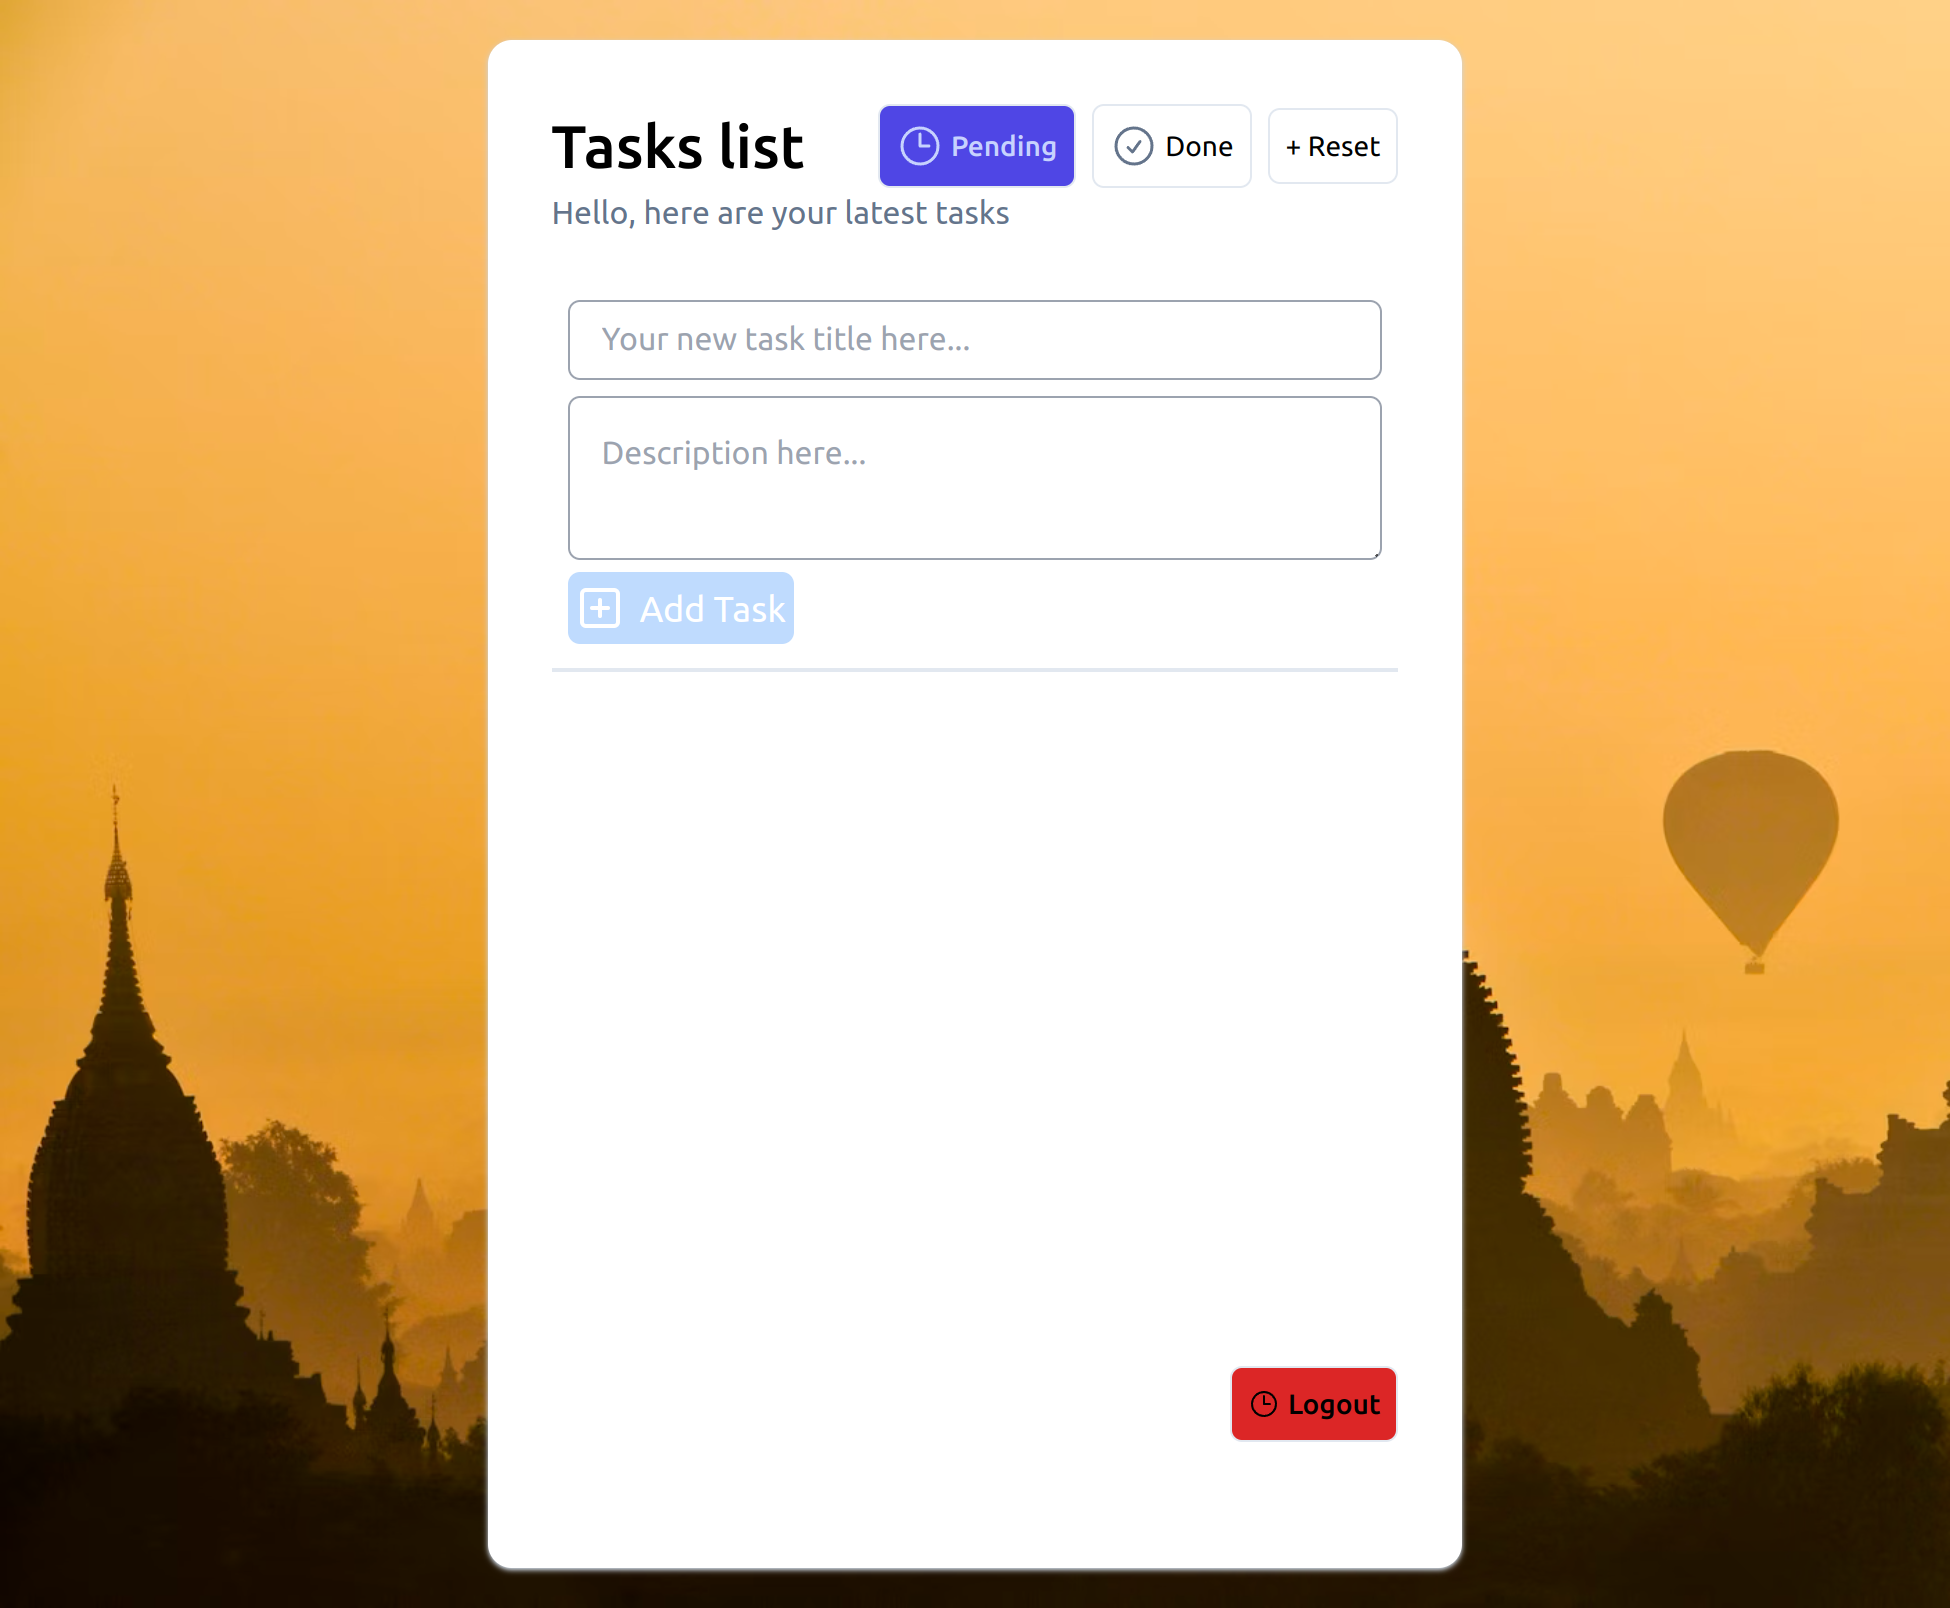 Tasks list
Pending
Done
+ Reset
Hello, here are your latest tasks
Your new task title here...
Description here...
Add Task
Logout